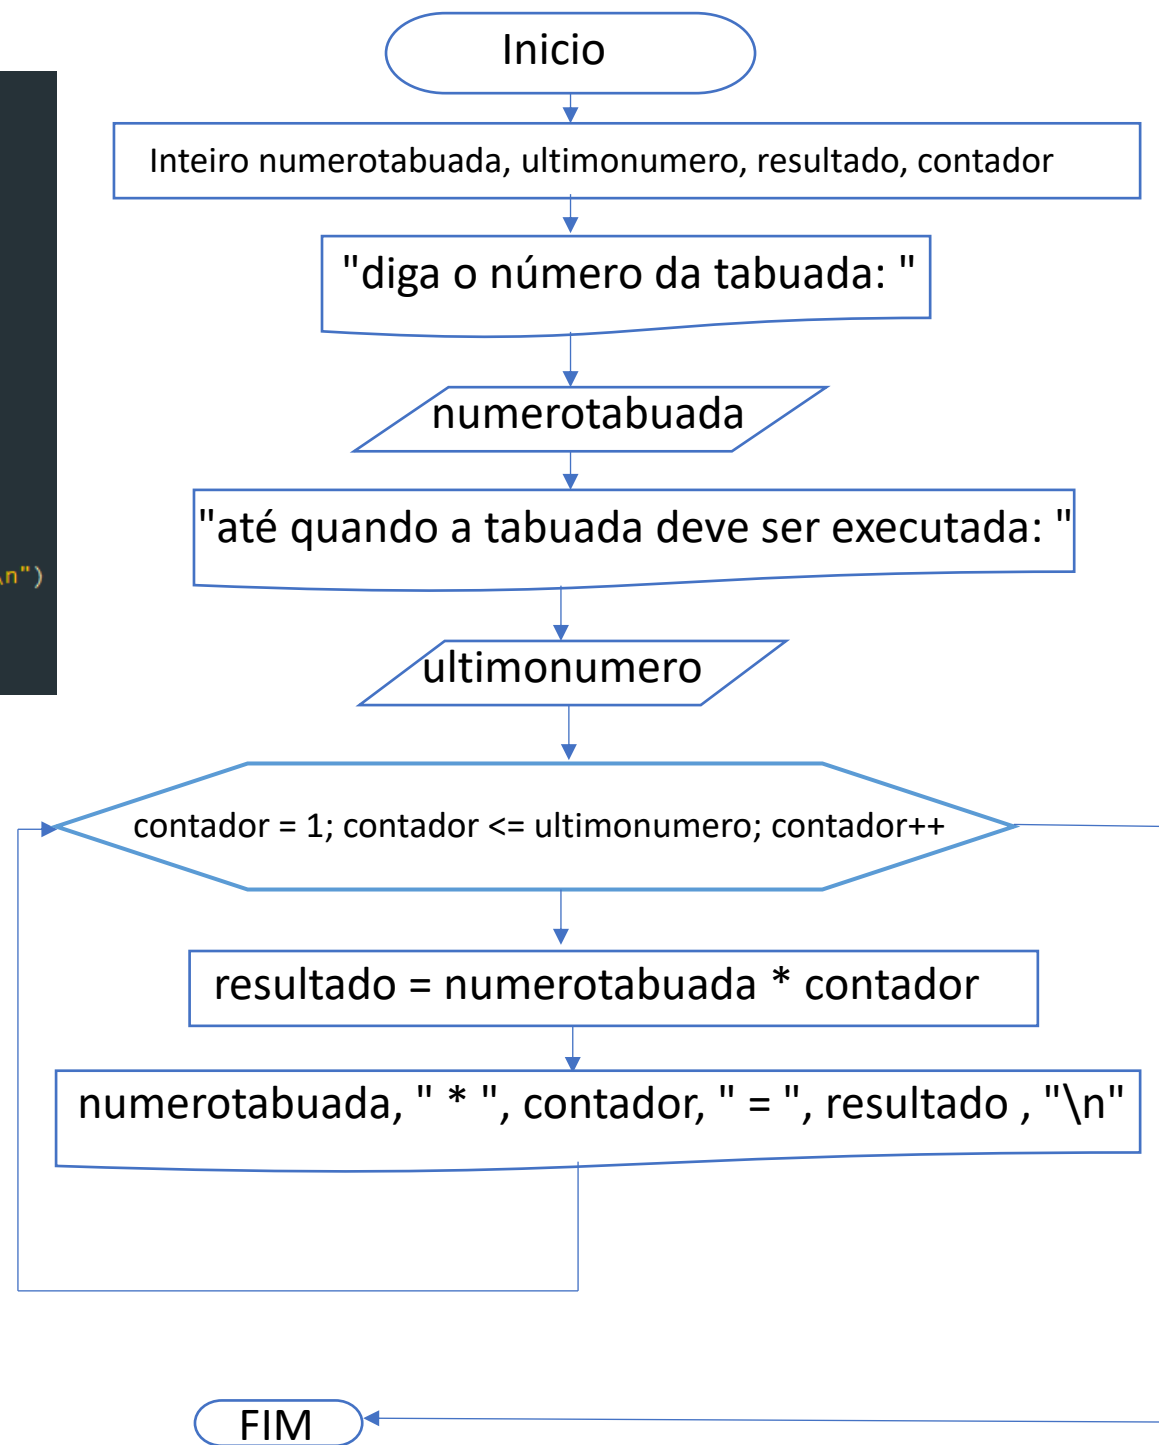 Inicio
Inteiro numerotabuada, ultimonumero, resultado, contador
"diga o número da tabuada: "
numerotabuada
"até quando a tabuada deve ser executada: "
\n")
ultimonumero
contador = 1; contador <= ultimonumero; contador++
resultado = numerotabuada * contador
numerotabuada, " * ", contador, " = ", resultado , "\n"
FIM